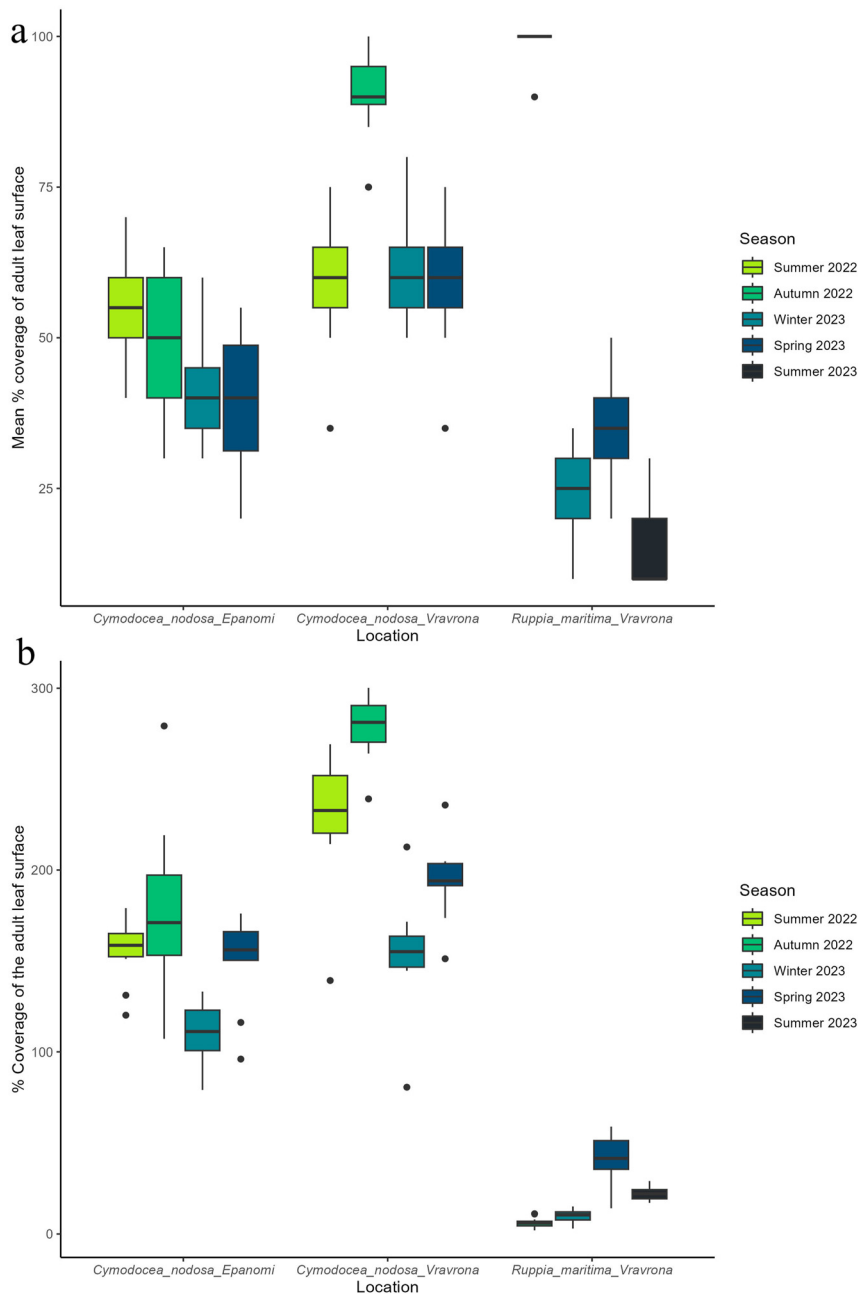 a
Mean % coverage of adult leaf surface
100
75
50
25
Cymodocea_nodosa_Epanomi
Cymodocea_nodosa_Vravrona
Ruppia_maritima_Vravrona
Location
Season
Summer 2022
Autumn 2022
Winter 2023
Spring 2023
Summer 2023
b
% Coverage of the adult leaf surface
300
200
100
0
Cymodocea_nodosa_Epanomi
Cymodocea_nodosa_Vravrona
Ruppia_maritima_Vravrona
Location
Season
Summer 2022
Autumn 2022
Winter 2023
Spring 2023
Summer 2023